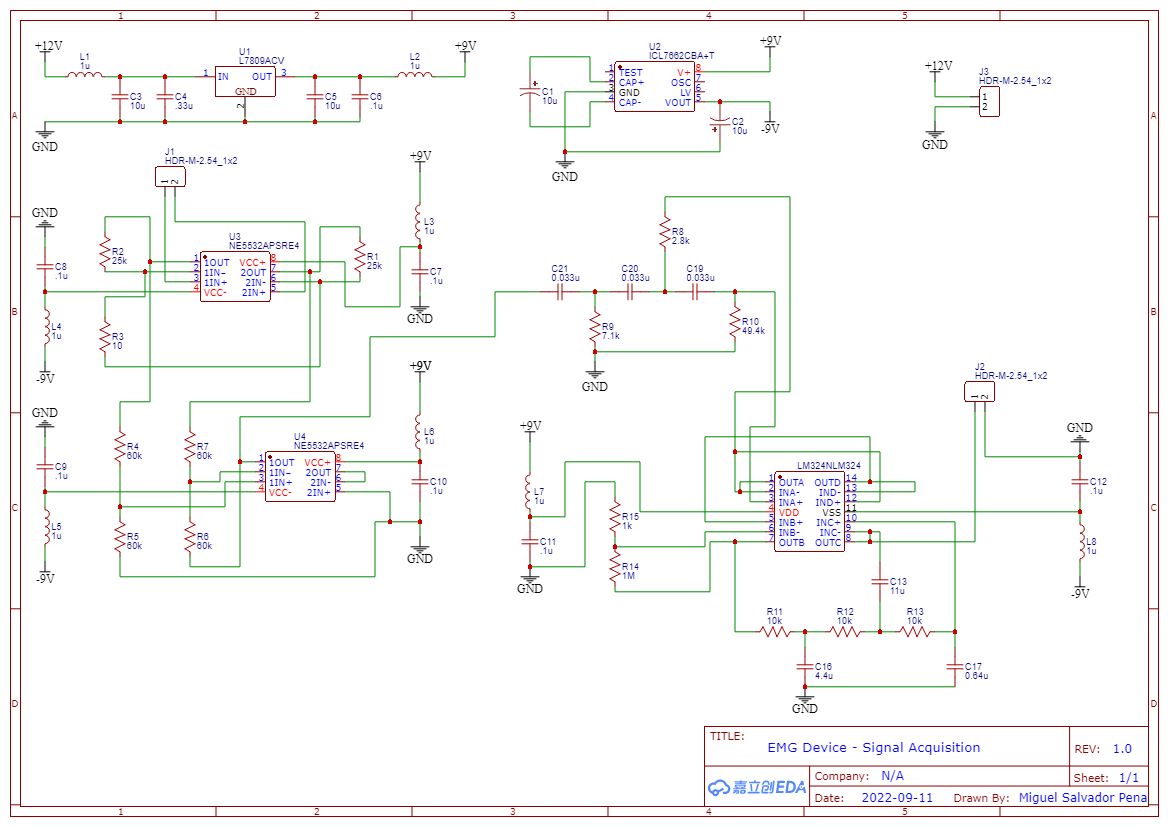 1 2 3 4 5
A
B
C
D
+12V
L1
1u
C3
10u
C4
.33u
U1
L7809ACV
1 IN OUT 3
GND
2
C5
10u
C6
.1u
L2
1u
+9V
GND
U2
ICL7662CBA+T
1 TEST V+ 8
2 CAP+ OSC 7
3 GND LV 6
4 CAP- VOUT 5
C1
10u
+9V
C2
10u
-9V
GND
+12V
J3
HDR-M-2.54_1x2
1
2
GND
J1
HDR-M-2.54_1x2
1 2
GND
C8
.1u
L4
1u
-9V
R2
25k
R3
10
U3
NE5532APSRE4
1 1OUT VCC+ 8
2 1IN- 2OUT 7
3 1IN+ 2IN- 6
4 VCC- 2IN+ 5
R1
25k
+9V
L3
1u
C7
.1u
GND
R8
2.8k
C21
0.033u
C20
0.033u
C19
0.033u
R9
7.1k
R10
49.4k
GND
GND
C9
.1u
L5
1u
-9V
R4
60k
R5
60k
R7
60k
R6
60k
U4
NE5532APSRE4
1 1OUT VCC+ 8
2 1IN- 2OUT 7
3 1IN+ 2IN- 6
4 VCC- 2IN+ 5
+9V
L6
1u
C10
.1u
GND
+9V
L7
1u
C11
.1u
GND
R15
1k
R14
1M
LM324NLM324
1 OUTA OUTD 14
2 INA- IND- 13
3 INA+ IND+ 12
4 VDD VSS 11
5 INB+ INC+ 10
6 INB- INC- 9
7 OUTB OUTC 8
J2
HDR-M-2.54_1x2
1 2
GND
C12
.1u
L8
1u
-9V
C13
11u
R11
10k
R12
10k
R13
10k
C16
4.4u
C17
0.64u
GND
A
B
C
D
TITLE:
EMG Device - Signal Acquisition
REV: 1.0
嘉立创EDA
Company: N/A
Sheet: 1/1
Date: 2022-09-11 Drawn By: Miguel Salvador Pena
1 2 3 4 5